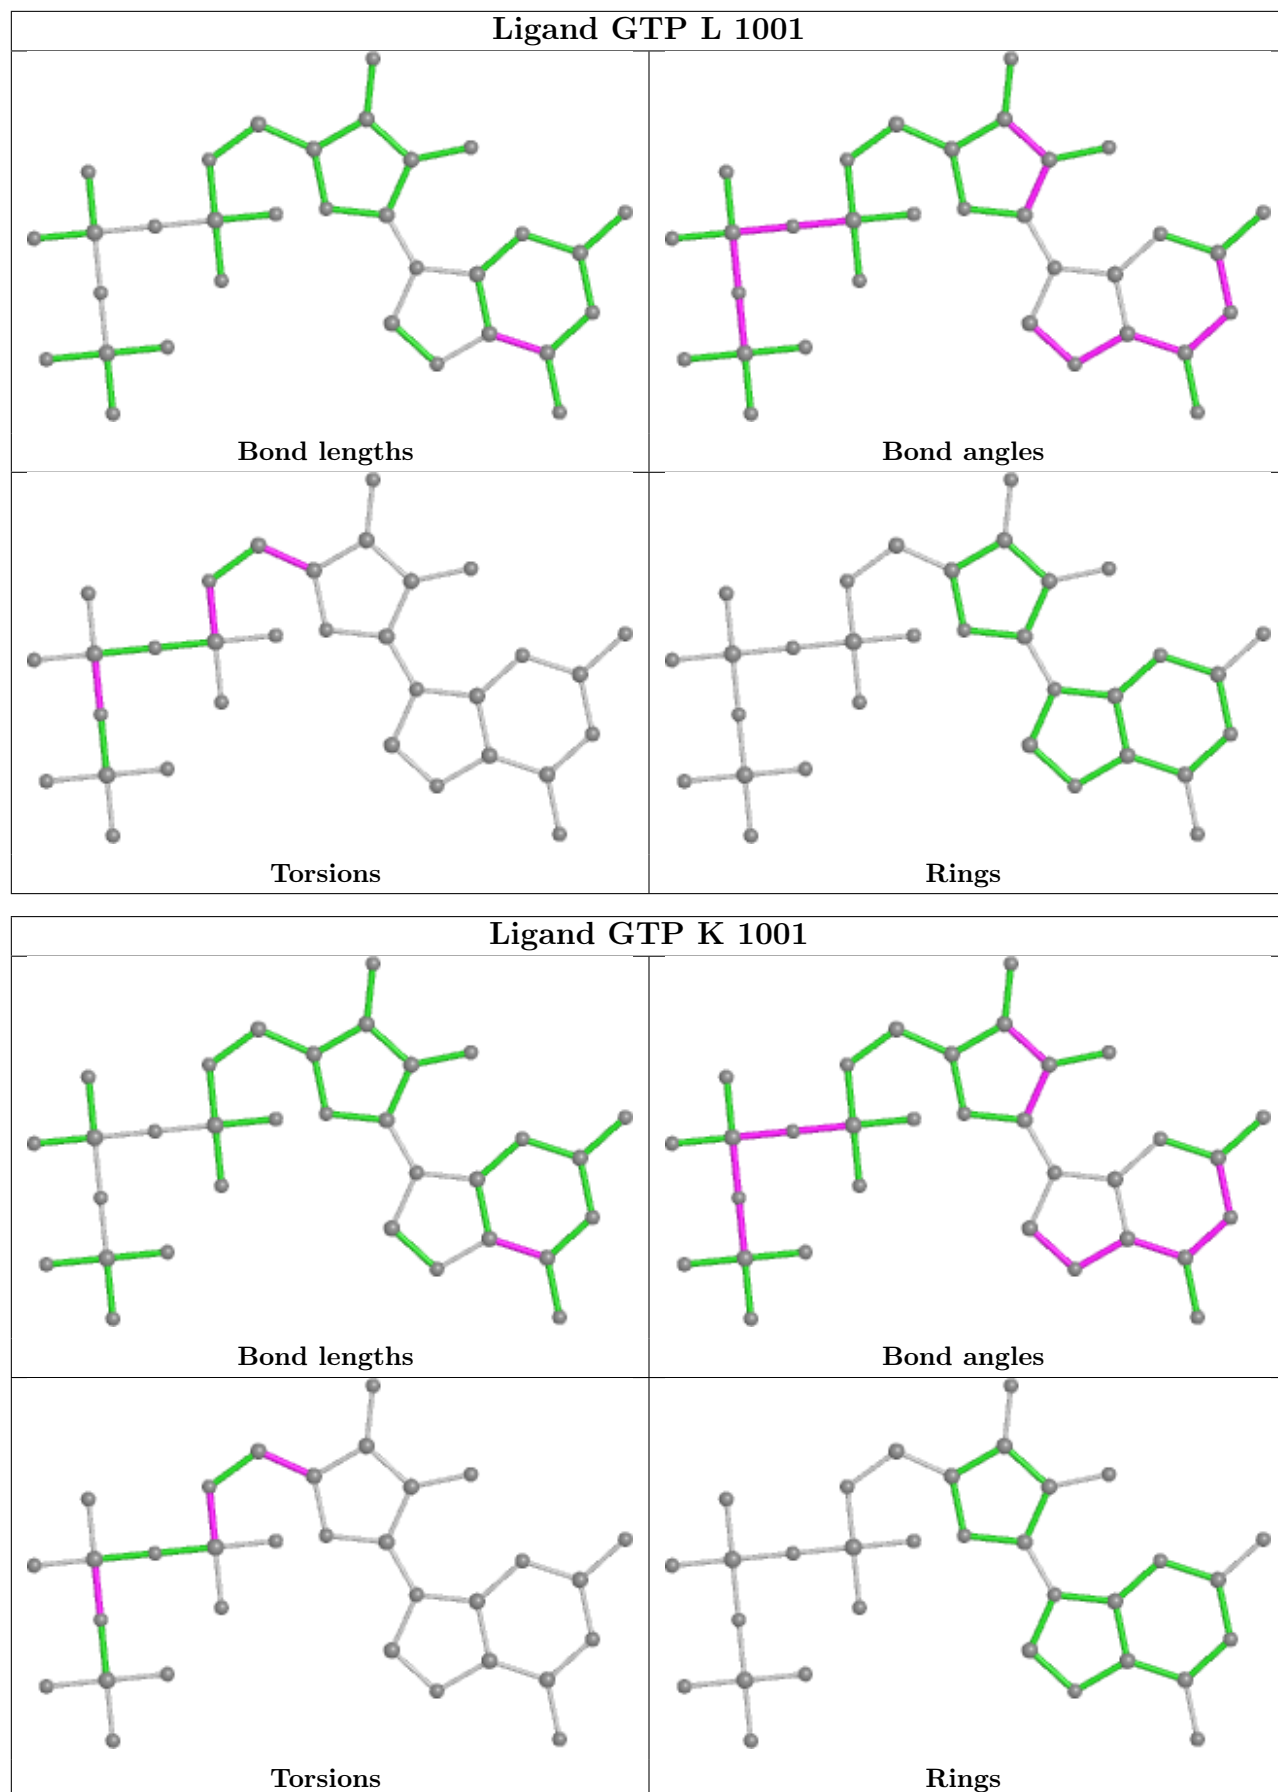 Ligand GTP L 1001
Bond lengths Bond angles
Torsions Rings
Ligand GTP K 1001
Bond lengths Bond angles
Torsions Rings